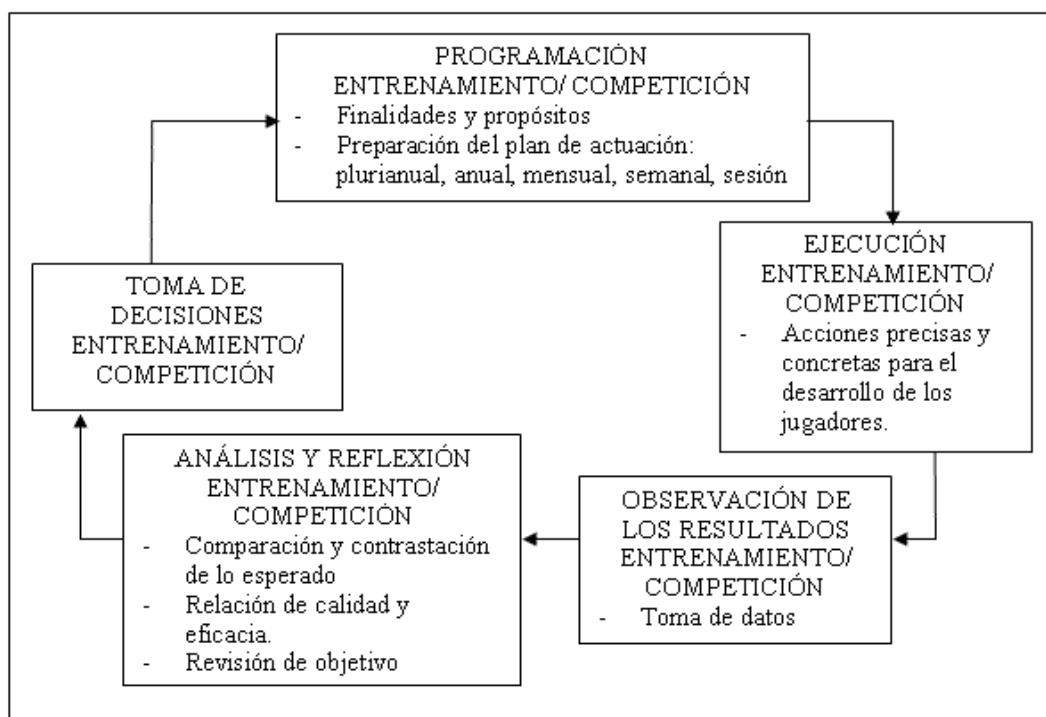 PROGRAMACIÓN
ENTRENAMIENTO/ COMPETICIÓN
- Finalidades y propósitos
- Preparación del plan de actuación:
plurianual, anual, mensual, semanal, sesión
EJECUCIÓN
ENTRENAMIENTO/
COMPETICIÓN
- Acciones precisas y
concretas para el
desarrollo de los
jugadores.
OBSERVACIÓN DE
LOS RESULTADOS
ENTRENAMIENTO/
COMPETICIÓN
- Toma de datos
ANÁLISIS Y REFLEXIÓN
ENTRENAMIENTO/
COMPETICIÓN
- Comparación y contrastación
de lo esperado
- Relación de calidad y
eficacia.
- Revisión de objetivo
TOMA DE
DECISIONES
ENTRENAMIENTO/
COMPETICIÓN